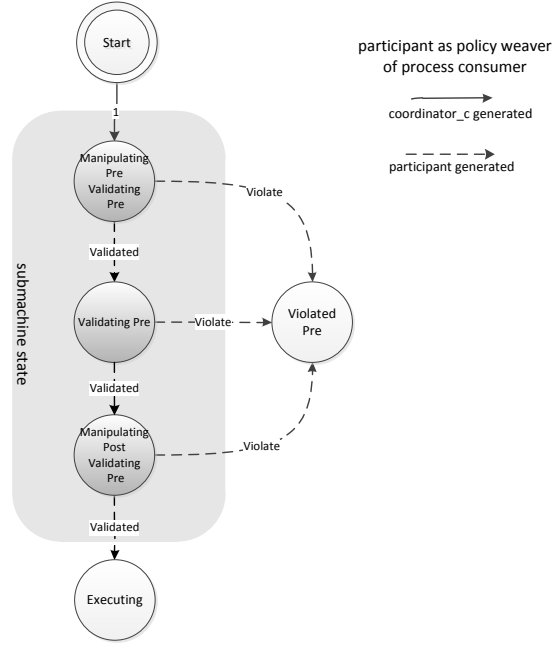 Start
participant as policy weaver
of process consumer
coordinator_c generated
participant generated
1
submachine state
Manipulating
Pre
Validating
Pre
Violate
Validated
Validating Pre
Violate
Violated
Pre
Validated
Manipulating
Post
Validating
Pre
Violate
Validated
Executing